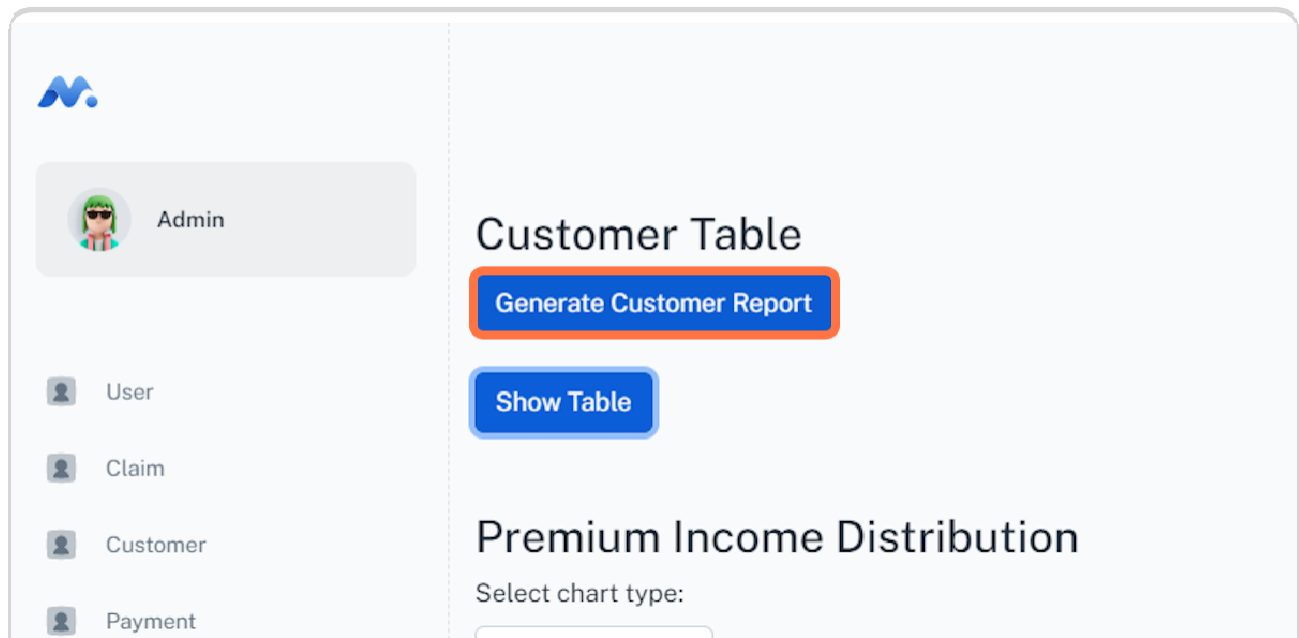 Admin
User
Claim
Customer
Payment
Customer Table
Generate Customer Report
Show Table
Premium Income Distribution
Select chart type: